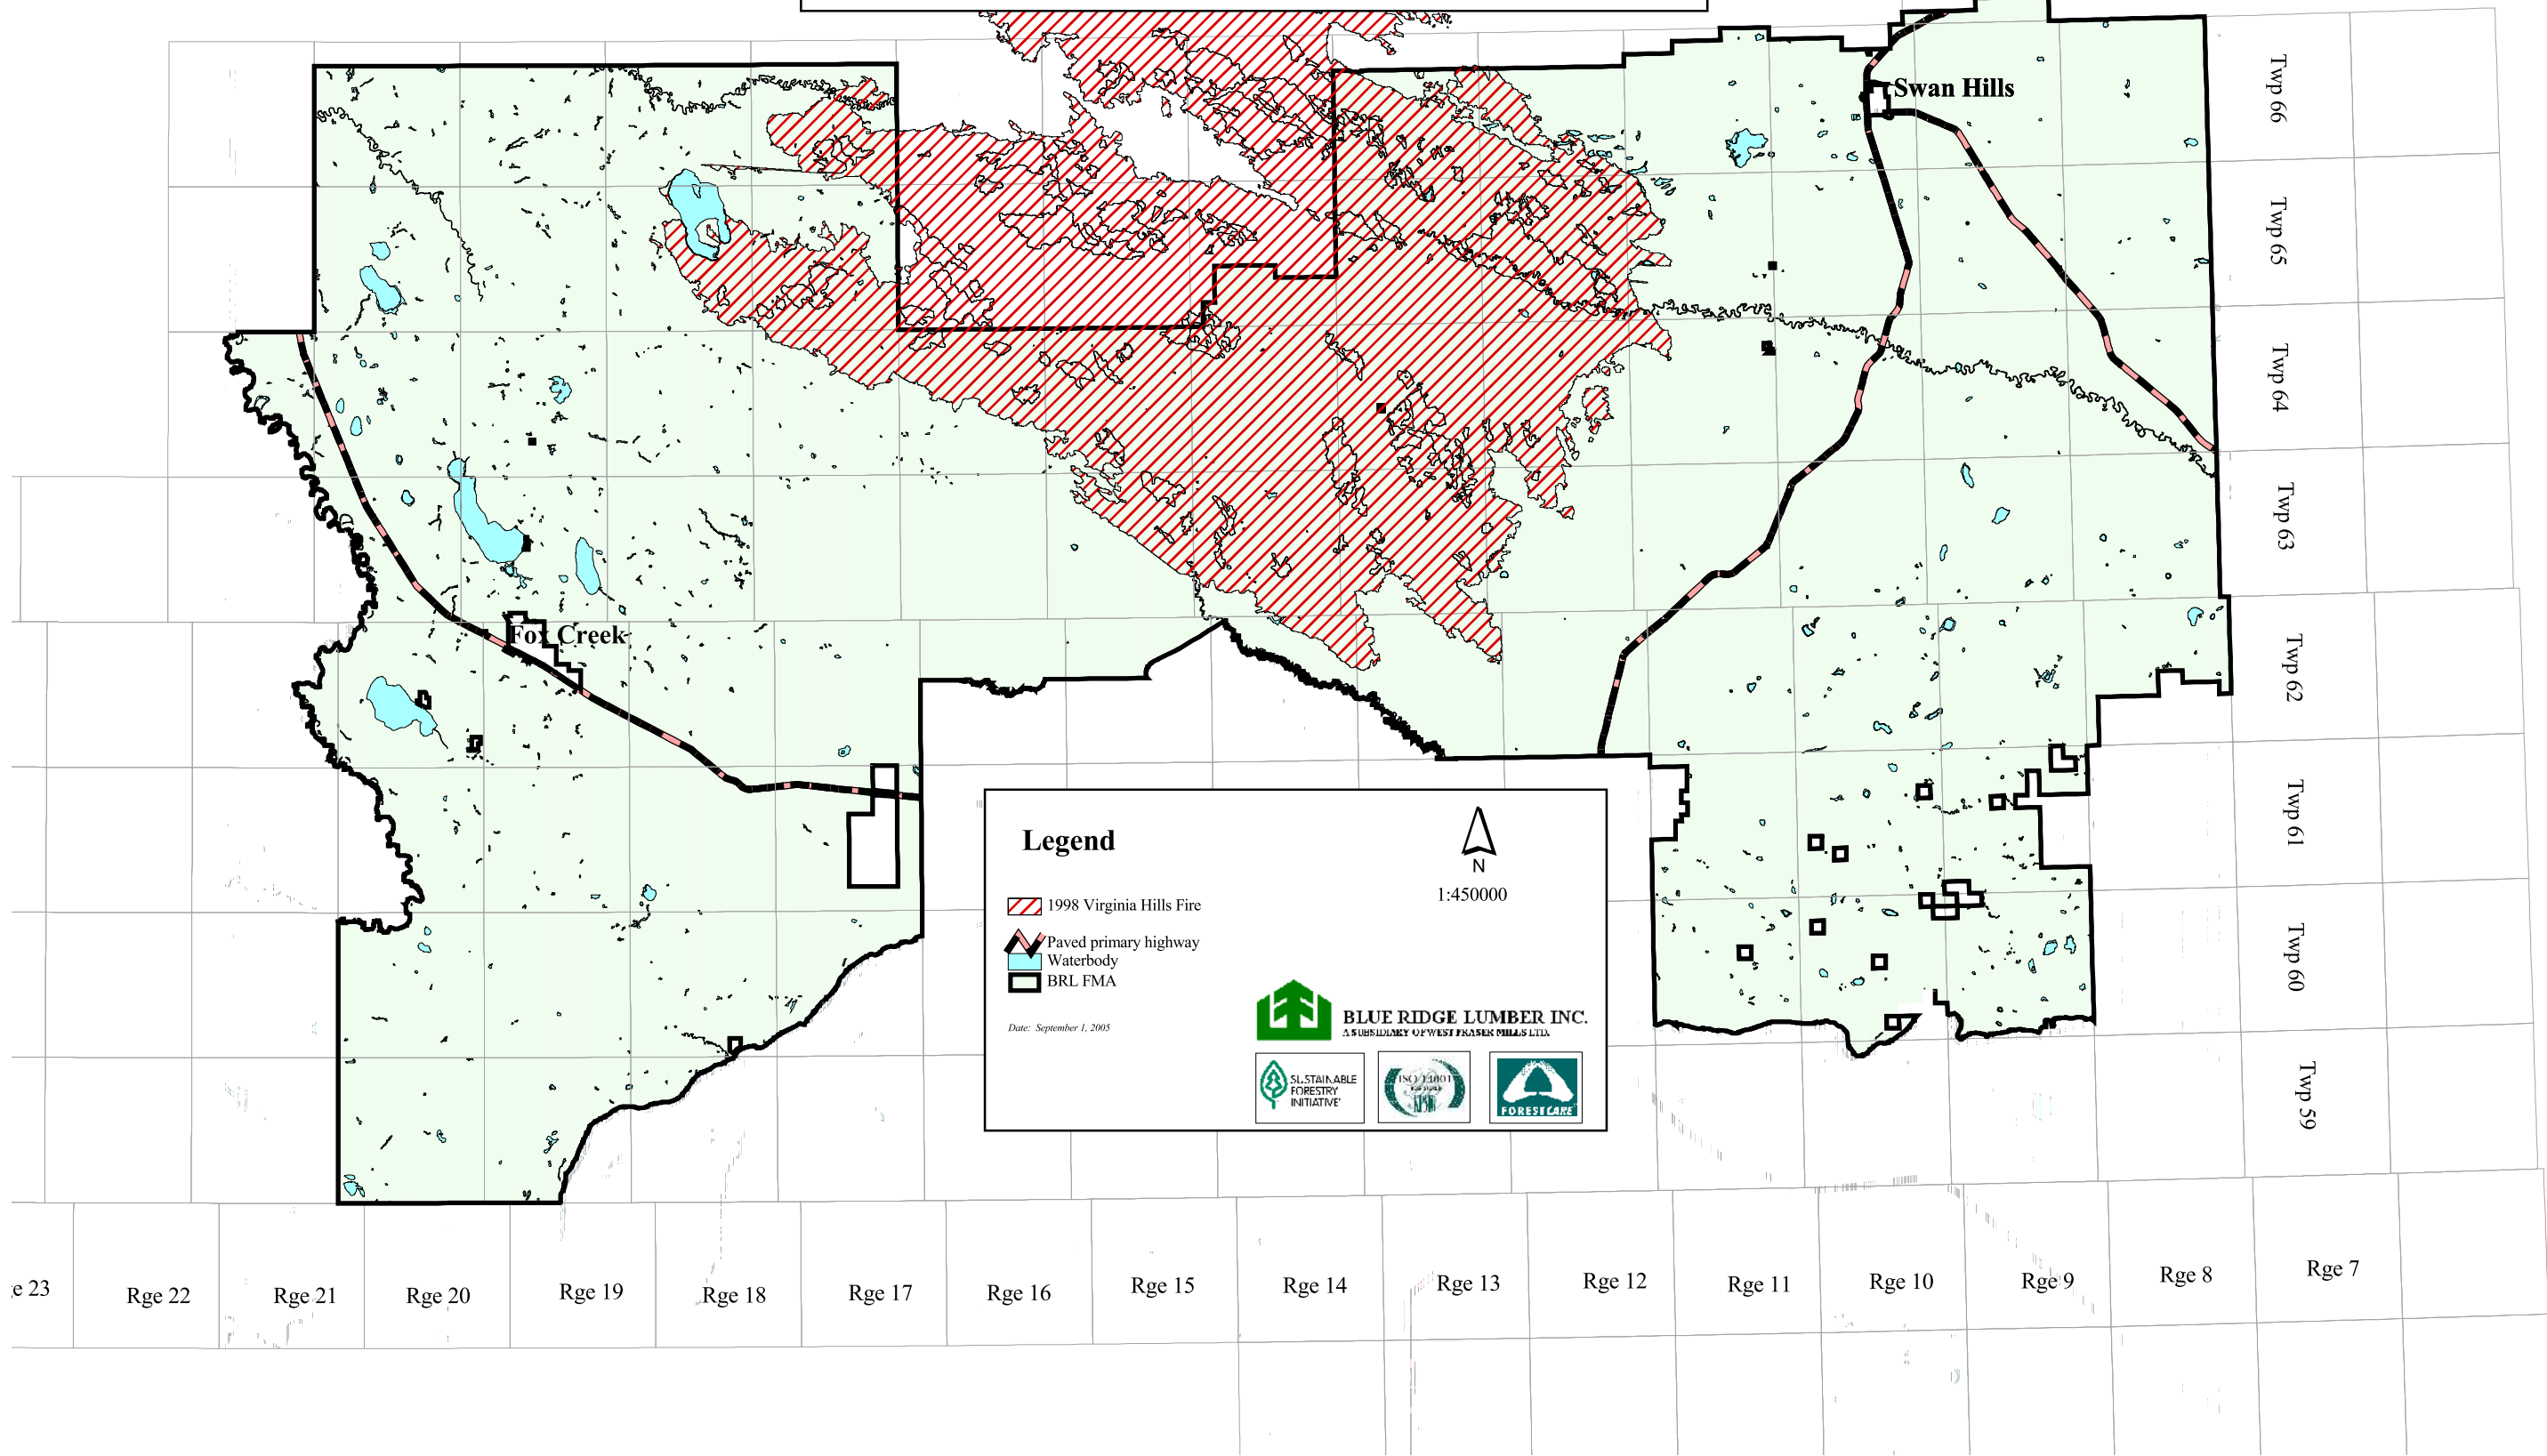 Swan Hills
Twp 66
Twp 65
Twp 64
Twp 63
Fox Creek
Twp 62
Twp 61
Twp 60
Twp 59
Legend
N
1:450000
1998 Virginia Hills Fire
Paved primary highway
Waterbody
BRL FMA
Date: September 1, 2005
BLUE RIDGE LUMBER INC.
A SUBSIDIARY OF WEST FRASER MILLS LTD.
SUSTAINABLE
FORESTRY
INITIATIVE
ISO 14001
FORESTCARE
e 23
Rge 22
Rge 21
Rge 20
Rge 19
Rge 18
Rge 17
Rge 16
Rge 15
Rge 14
Rge 13
Rge 12
Rge 11
Rge 10
Rge 9
Rge 8
Rge 7